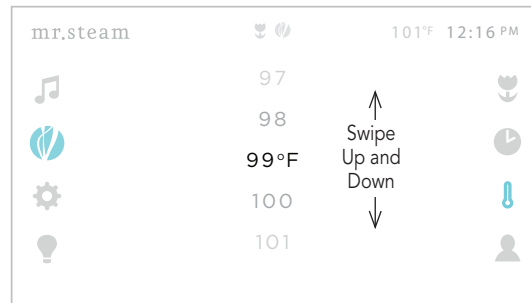 mr.steam
101°F 12:16 PM
97
98
99°F
100
101
Swipe
Up and
Down